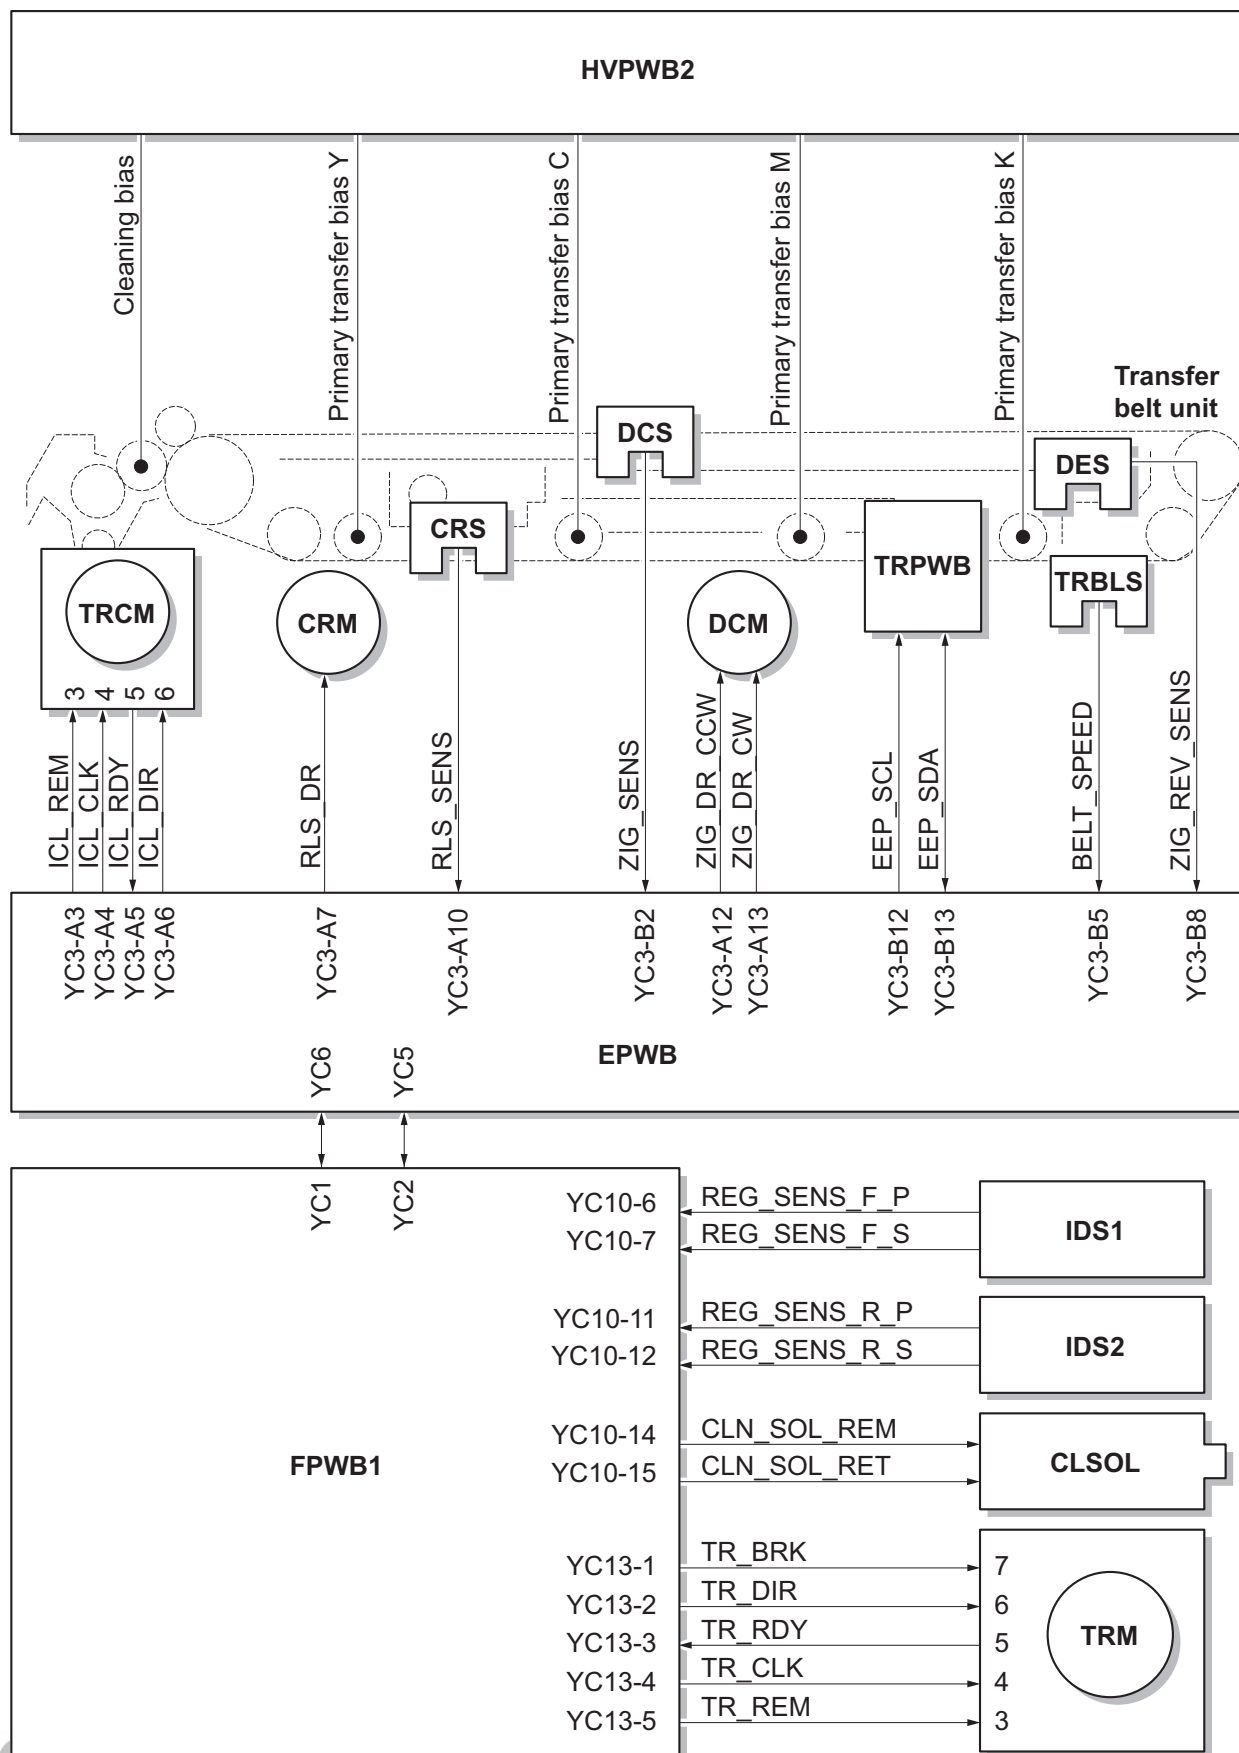 HVPWB2
Cleaning bias
Primary transfer bias Y
Primary transfer bias C
Primary transfer bias M
Primary transfer bias K
Transfer
belt unit
DCS
DES
CRS
TRPWB
TRBLS
TRCM
CRM
DCM
3
4
5
6
ICL_REM
ICL_CLK
ICL_RDY
ICL_DIR
RLS_DR
RLS_SENS
ZIG_SENS
ZIG_DR_CCW
ZIG_DR_CW
EEP_SCL
EEP_SDA
BELT_SPEED
ZIG_REV_SENS
YC3-A3
YC3-A4
YC3-A5
YC3-A6
YC3-A7
YC3-A10
YC3-B2
YC3-A12
YC3-A13
YC3-B12
YC3-B13
YC3-B5
YC3-B8
EPWB
YC6
YC5
YC1
YC2
YC10-6 REG_SENS_F_P
YC10-7 REG_SENS_F_S
IDS1
YC10-11 REG_SENS_R_P
YC10-12 REG_SENS_R_S
IDS2
YC10-14 CLN_SOL_REM
YC10-15 CLN_SOL_RET
CLSOL
FPWB1
YC13-1 TR_BRK 7
YC13-2 TR_DIR 6
YC13-3 TR_RDY 5
YC13-4 TR_CLK 4
YC13-5 TR_REM 3
TRM